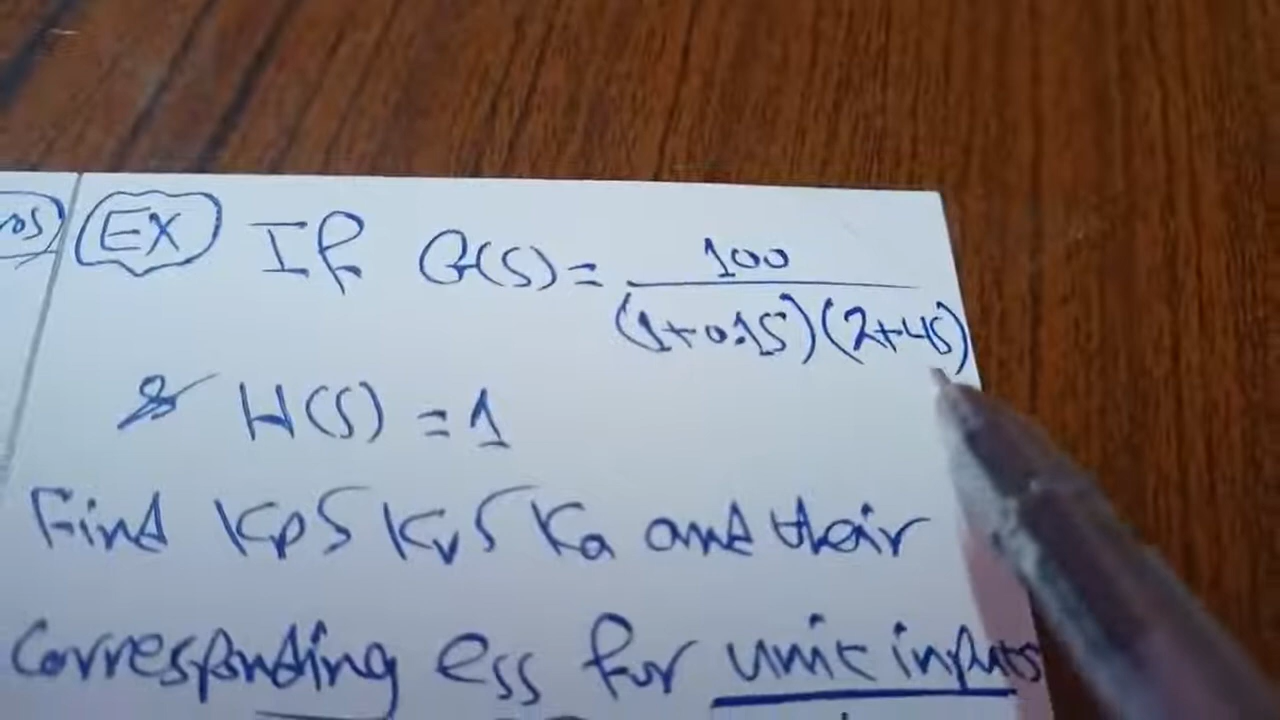 EX If G(S) = 100
(1+0.1S)(2+4S)
& H(S) = 1
Find Kp, Kv, Ka and their
Corresponding ess for unit inputs